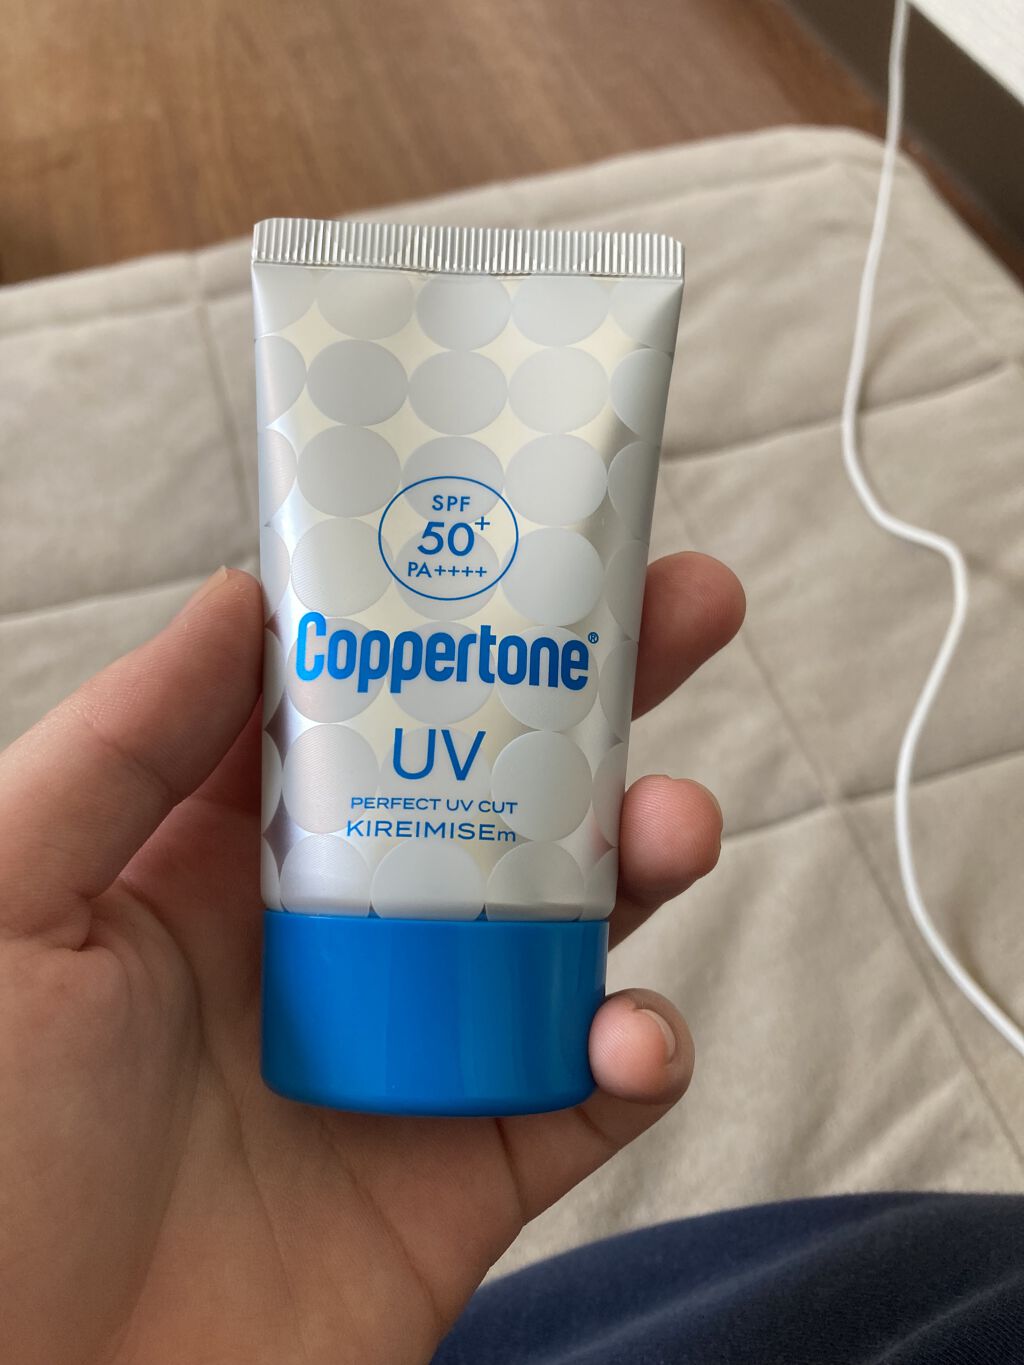 SPF
50+
PA++++
Coppertone®
UV
PERFECT UV CUT
KIREIMISEm